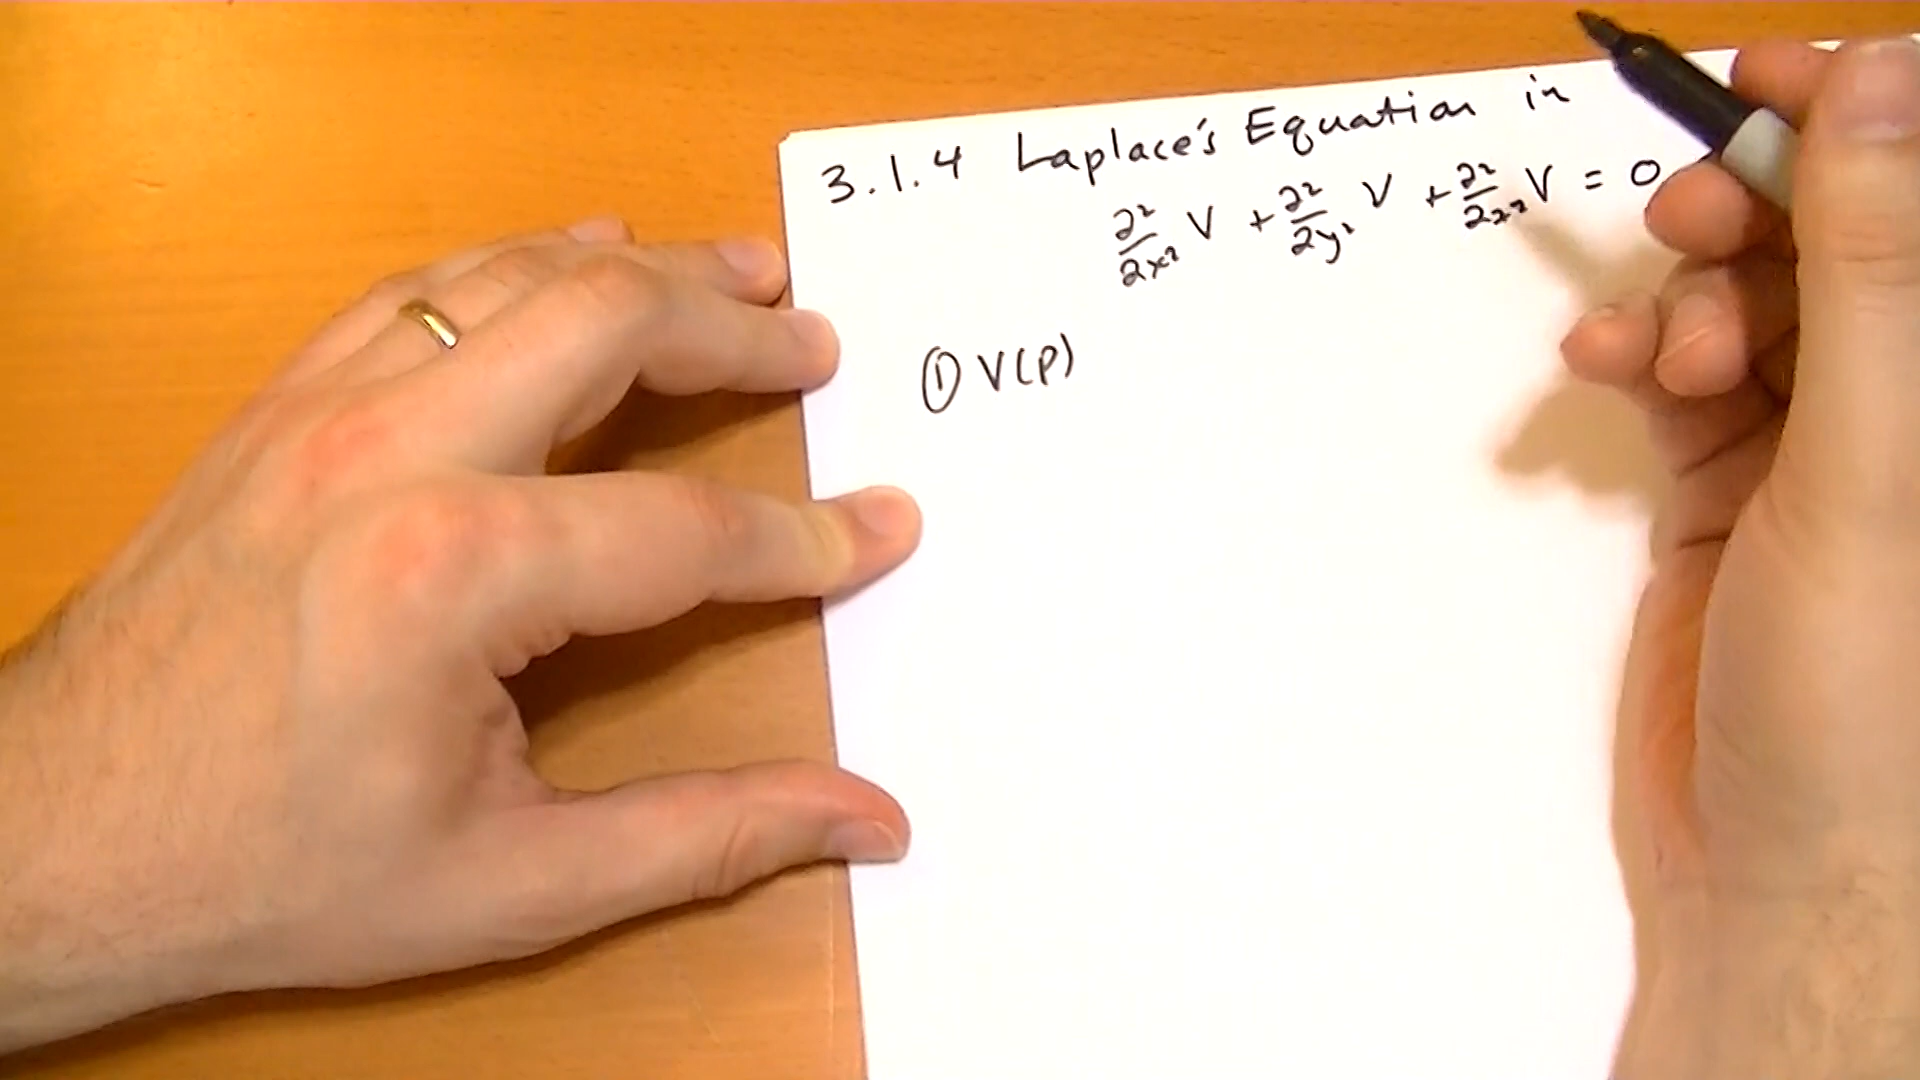 3.1.4 Laplace's Equation in
∂²/∂x² V + ∂²/∂y² V + ∂²/∂z² V = 0
① V(P)